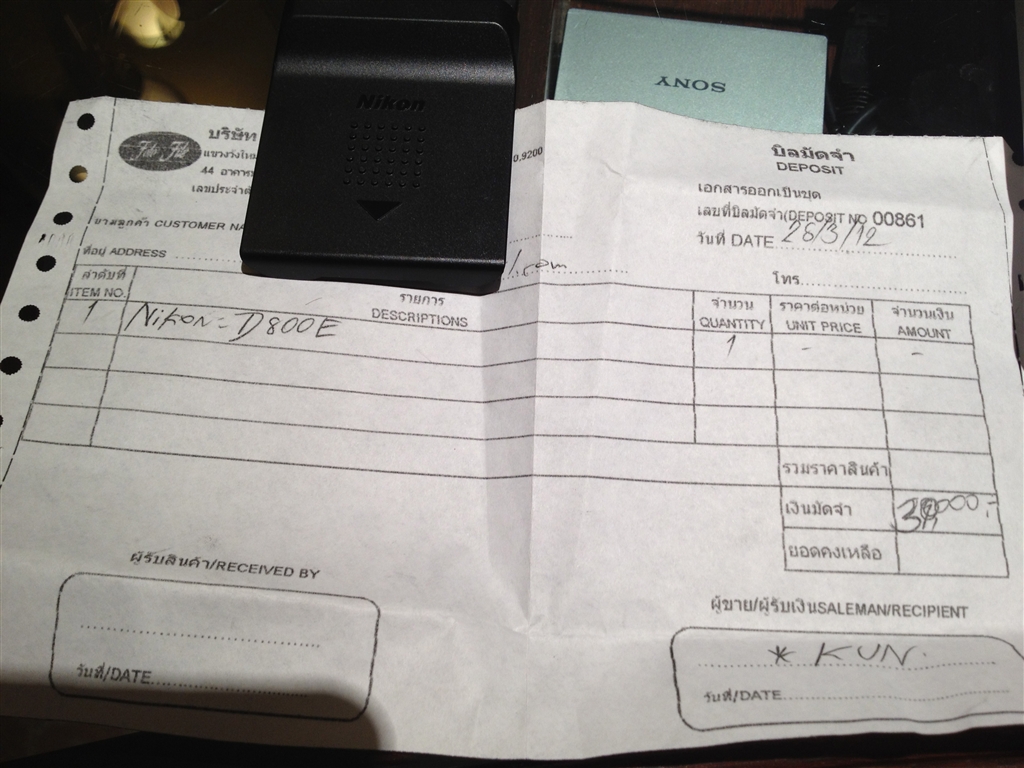 Nikon
SONY
บริษัท
แขวงวังใหม่
44 อาคาร
เลขประจำตัว
0,9200
บิลมัดจำ
DEPOSIT
เอกสารออกเป็นชุด
เลขที่บิลมัดจำ(DEPOSIT NO 00861
วันที่ DATE 26/3/12
นามลูกค้า CUSTOMER NA
ที่อยู่ ADDRESS
โทร.
ลำดับที่ รายการ จำนวน ราคาต่อหน่วย จำนวนเงิน
ITEM NO. DESCRIPTIONS QUANTITY UNIT PRICE AMOUNT
1 Nikon - D800E 1 - -
รวมราคาสินค้า
เงินมัดจำ
ยอดคงเหลือ
ผู้รับสินค้า/RECEIVED BY
วันที่/DATE
ผู้ขาย/ผู้รับเงินSALEMAN/RECIPIENT
* KUN.
วันที่/DATE